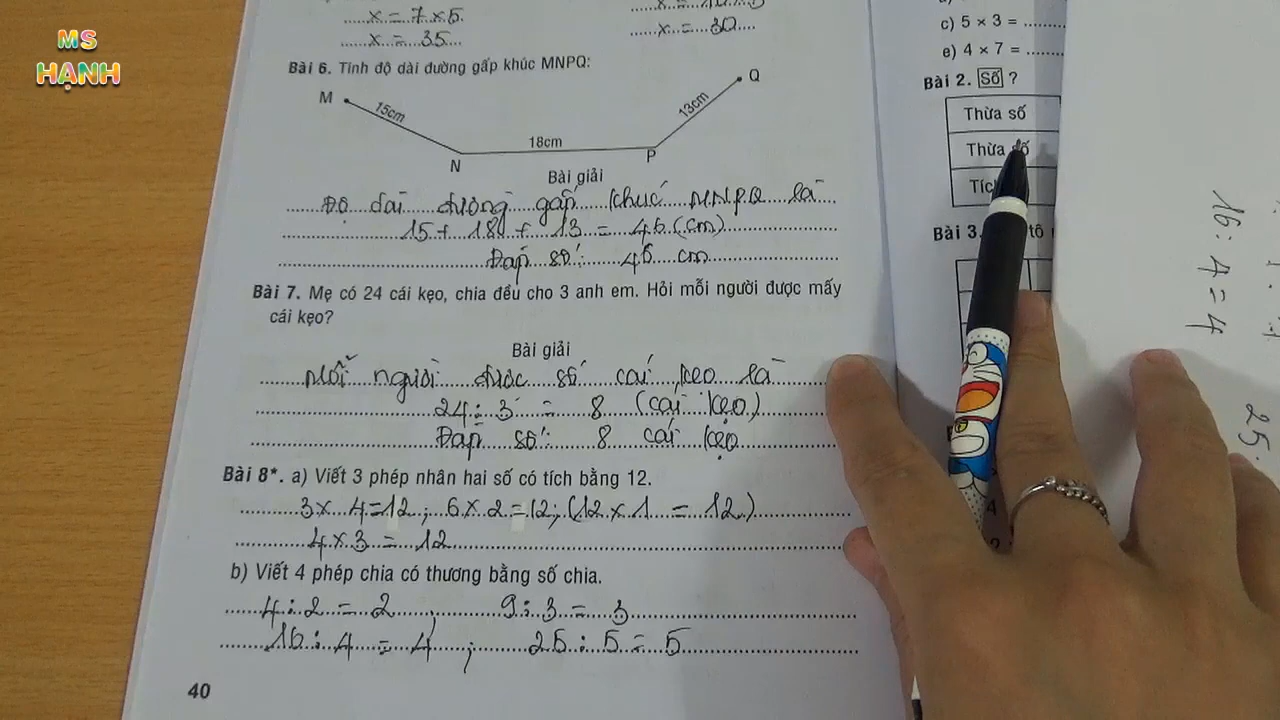 MS
HẠNH
x = 7 x 5
x = 35
x = 30
Bài 6. Tính độ dài đường gấp khúc MNPQ:
M
15cm
N
18cm
P
13cm
Q
Bài giải
Độ dài đường gấp khúc MNPQ là
15 + 18 + 13 = 46 (cm)
Đáp số: 46 cm
Bài 7. Mẹ có 24 cái kẹo, chia đều cho 3 anh em. Hỏi mỗi người được mấy
cái kẹo?
Bài giải
Mỗi người được số cái kẹo là
24 : 3 = 8 (cái kẹo)
Đáp số: 8 cái kẹo
Bài 8*. a) Viết 3 phép nhân hai số có tích bằng 12.
3 x 4 = 12 ; 6 x 2 = 12 ; (12 x 1 = 12)
4 x 3 = 12
b) Viết 4 phép chia có thương bằng số chia.
4 : 2 = 2 ; 9 : 3 = 3
16 : 4 = 4 ; 25 : 5 = 5
40
c) 5 × 3 = ........
e) 4 × 7 = ........
Bài 2. Số ?
Thừa số
Thừa số
Bài 3.
16 : 4 = 4
25